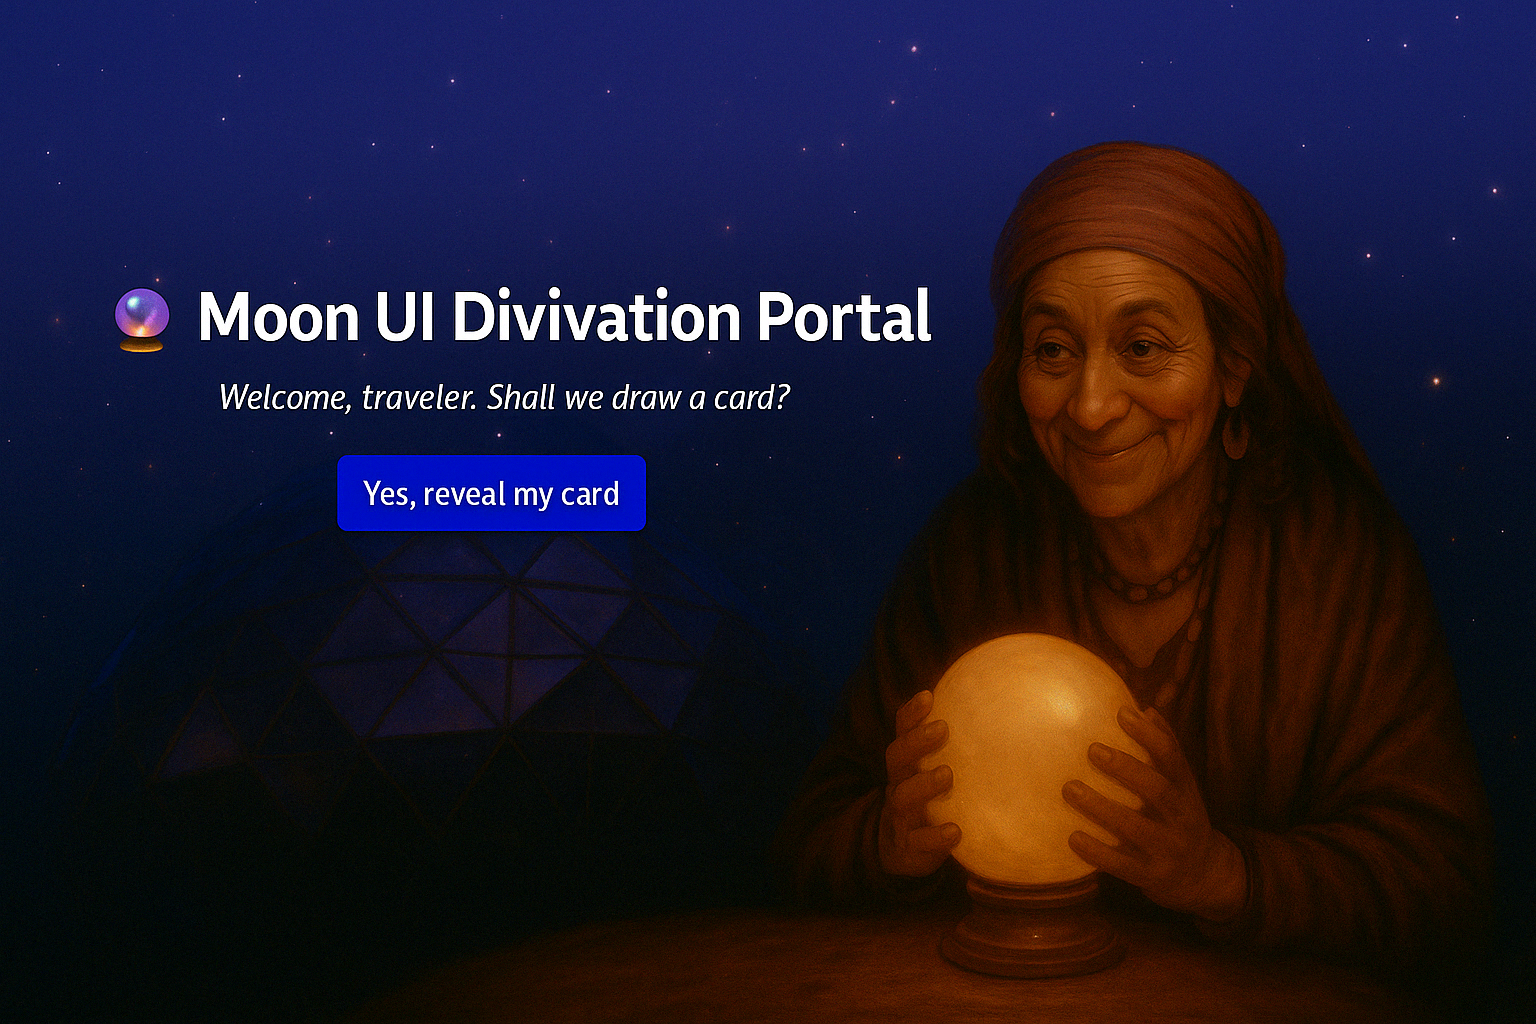 Moon UI Divivation Portal
Welcome, traveler. Shall we draw a card?
Yes, reveal my card